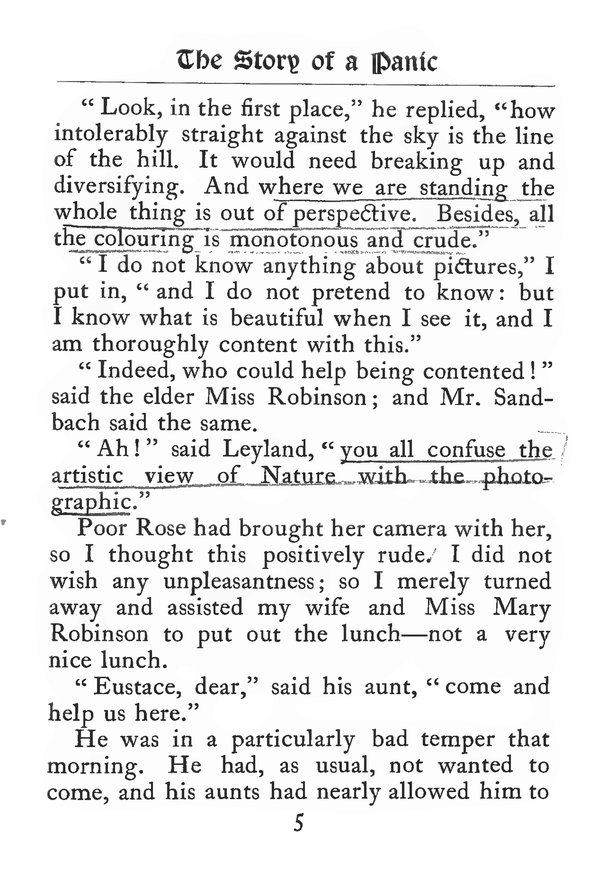 The Story of a Panic
“ Look, in the first place,” he replied, “how
intolerably straight against the sky is the line
of the hill. It would need breaking up and
diversifying. And where we are standing the
whole thing is out of perspective. Besides, all
the colouring is monotonous and crude.”
“ I do not know anything about pictures,” I
put in, “ and I do not pretend to know: but
I know what is beautiful when I see it, and I
am thoroughly content with this.”
“ Indeed, who could help being contented ! ”
said the elder Miss Robinson ; and Mr. Sand-
bach said the same.
“ Ah ! ” said Leyland, “ you all confuse the
artistic view of Nature with the photo-
graphic.”
Poor Rose had brought her camera with her,
so I thought this positively rude. I did not
wish any unpleasantness ; so I merely turned
away and assisted my wife and Miss Mary
Robinson to put out the lunch—not a very
nice lunch.
“ Eustace, dear,” said his aunt, “ come and
help us here.”
He was in a particularly bad temper that
morning. He had, as usual, not wanted to
come, and his aunts had nearly allowed him to
5